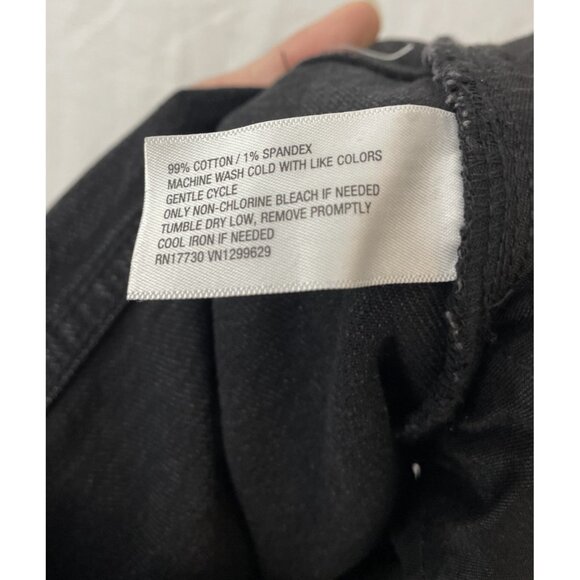 99% COTTON / 1% SPANDEX
MACHINE WASH COLD WITH LIKE COLORS
GENTLE CYCLE
ONLY NON-CHLORINE BLEACH IF NEEDED
TUMBLE DRY LOW, REMOVE PROMPTLY
COOL IRON IF NEEDED
RN17730 VN1299629